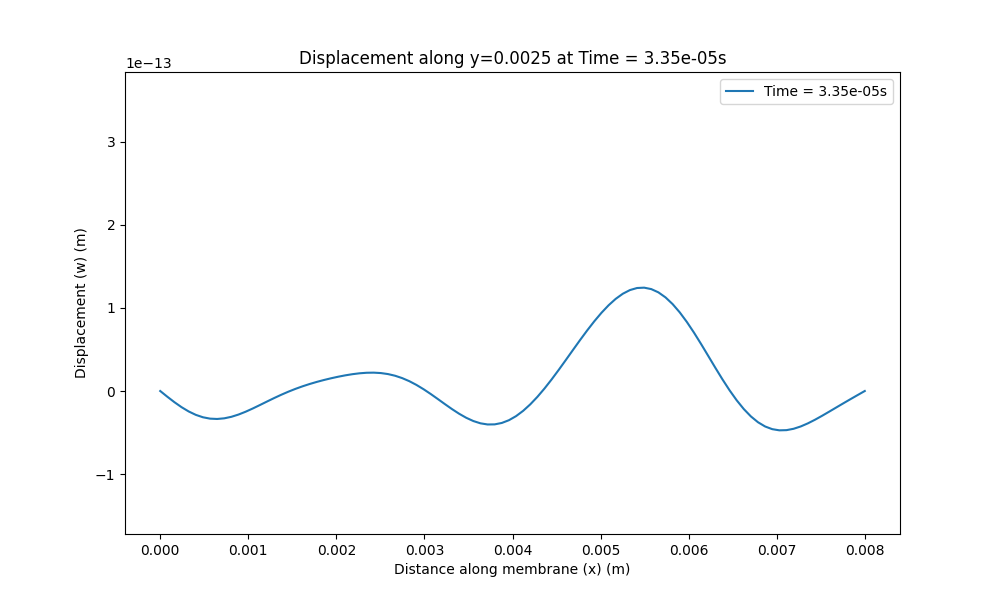 Displacement along y=0.0025 at Time = 3.35e-05s
1e−13
Time = 3.35e-05s
3
2
1
0
−1
Displacement (w) (m)
0.000 0.001 0.002 0.003 0.004 0.005 0.006 0.007 0.008
Distance along membrane (x) (m)